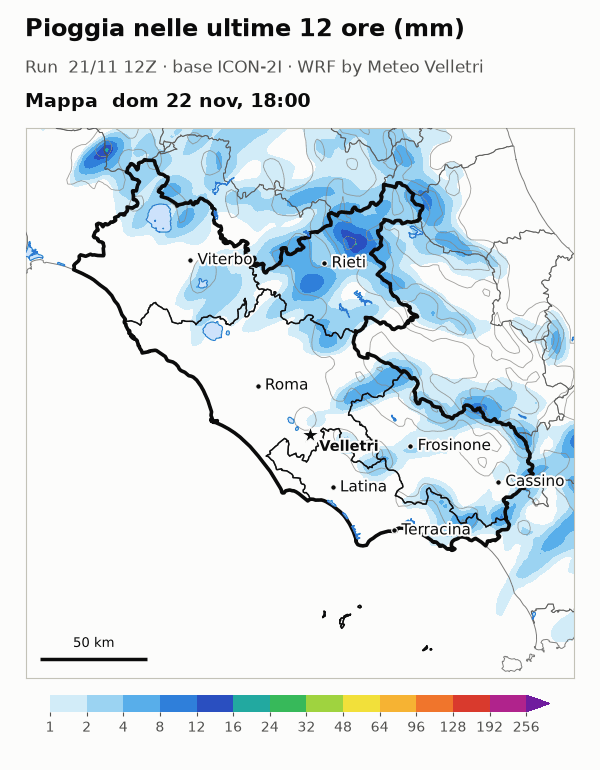 Pioggia nelle ultime 12 ore (mm)
Run  21/11 12Z · base ICON-2I · WRF by Meteo Velletri
Mappa  dom 22 nov, 18:00
Viterbo
Rieti
Roma
Velletri
Frosinone
Cassino
Latina
Terracina
50 km
1 2 4 8 12 16 24 32 48 64 96 128 192 256